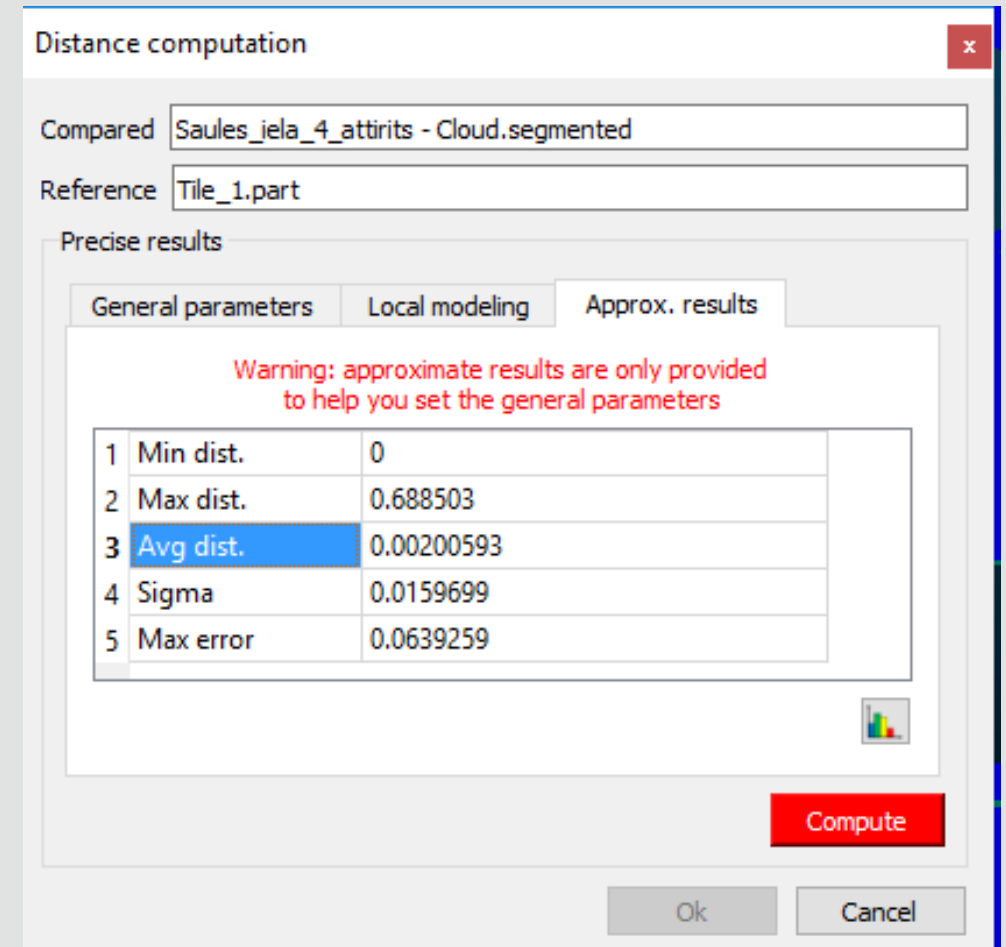 Distance computation
x
Compared Saules_iela_4_attirits - Cloud.segmented
Reference Tile_1.part
Precise results
General parameters Local modeling Approx. results
Warning: approximate results are only provided
to help you set the general parameters
1 Min dist. 0
2 Max dist. 0.688503
3 Avg dist. 0.00200593
4 Sigma 0.0159699
5 Max error 0.0639259
Compute
Ok Cancel